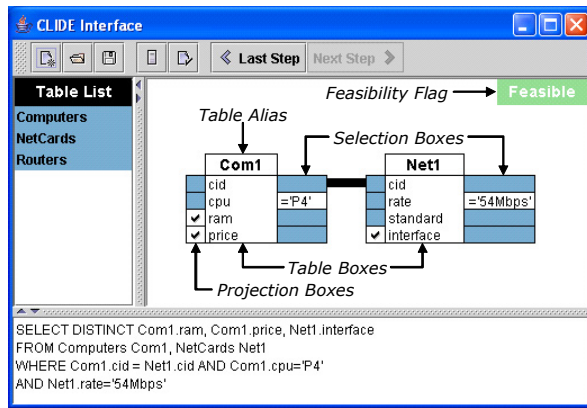 CLIDE Interface
Last Step Next Step
Table List
Computers
NetCards
Routers
Feasibility Flag
Feasible
Table Alias
Selection Boxes
Com1
cid
cpu ='P4'
ram
price
Net1
cid
rate ='54Mbps'
standard
interface
Table Boxes
Projection Boxes
SELECT DISTINCT Com1.ram, Com1.price, Net1.interface
FROM Computers Com1, NetCards Net1
WHERE Com1.cid = Net1.cid AND Com1.cpu='P4'
AND Net1.rate='54Mbps'